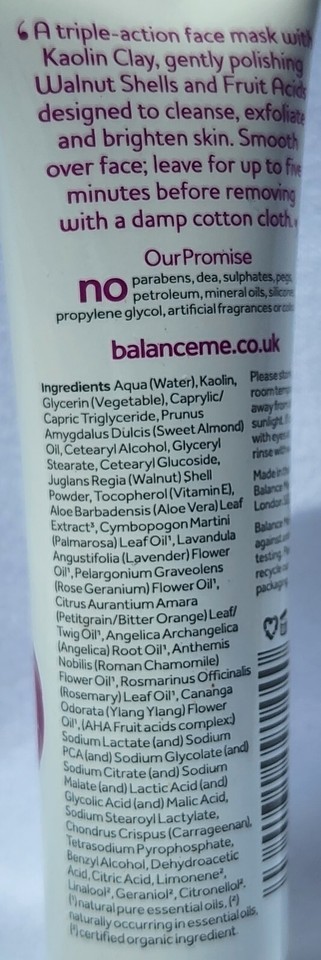 ‘A triple-action face mask with
Kaolin Clay, gently polishing
Walnut Shells and Fruit Acids
designed to cleanse, exfoliate
and brighten skin. Smooth
over face; leave for up to five
minutes before removing
with a damp cotton cloth.
Our Promise
no parabens, dea, sulphates, pegs,
petroleum, mineral oils, silicones,
propylene glycol, artificial fragrances or
balanceme.co.uk
Ingredients Aqua (Water), Kaolin,
Glycerin (Vegetable), Caprylic/
Capric Triglyceride, Prunus
Amygdalus Dulcis (Sweet Almond)
Oil, Cetearyl Alcohol, Glyceryl
Stearate, Cetearyl Glucoside,
Juglans Regia (Walnut) Shell
Powder, Tocopherol (Vitamin E),
Aloe Barbadensis (Aloe Vera) Leaf
Extract³, Cymbopogon Martini
(Palmarosa) Leaf Oil¹, Lavandula
Angustifolia (Lavender) Flower
Oil¹, Pelargonium Graveolens
(Rose Geranium) Flower Oil¹,
Citrus Aurantium Amara
(Petitgrain/Bitter Orange) Leaf/
Twig Oil¹, Angelica Archangelica
(Angelica) Root Oil¹, Anthemis
Nobilis (Roman Chamomile)
Flower Oil¹, Rosmarinus Officinalis
(Rosemary) Leaf Oil¹, Cananga
Odorata (Ylang Ylang) Flower
Oil¹, (AHA Fruit acids complex:)
Sodium Lactate (and) Sodium
PCA (and) Sodium Glycolate (and)
Sodium Citrate (and) Sodium
Malate (and) Lactic Acid (and)
Glycolic Acid (and) Malic Acid,
Sodium Stearoyl Lactylate,
Chondrus Crispus (Carrageenan),
Tetrasodium Pyrophosphate,
Benzyl Alcohol, Dehydroacetic
Acid, Citric Acid, Limonene²,
Linalool², Geraniol², Citronellol².
(¹) natural pure essential oils. (²)
naturally occurring in essential oils.
(³) certified organic ingredient.
Please
room
away from
sunlight.
with eyes
rinse
Made in
Balance
London
Balance
against
testing.
recycle